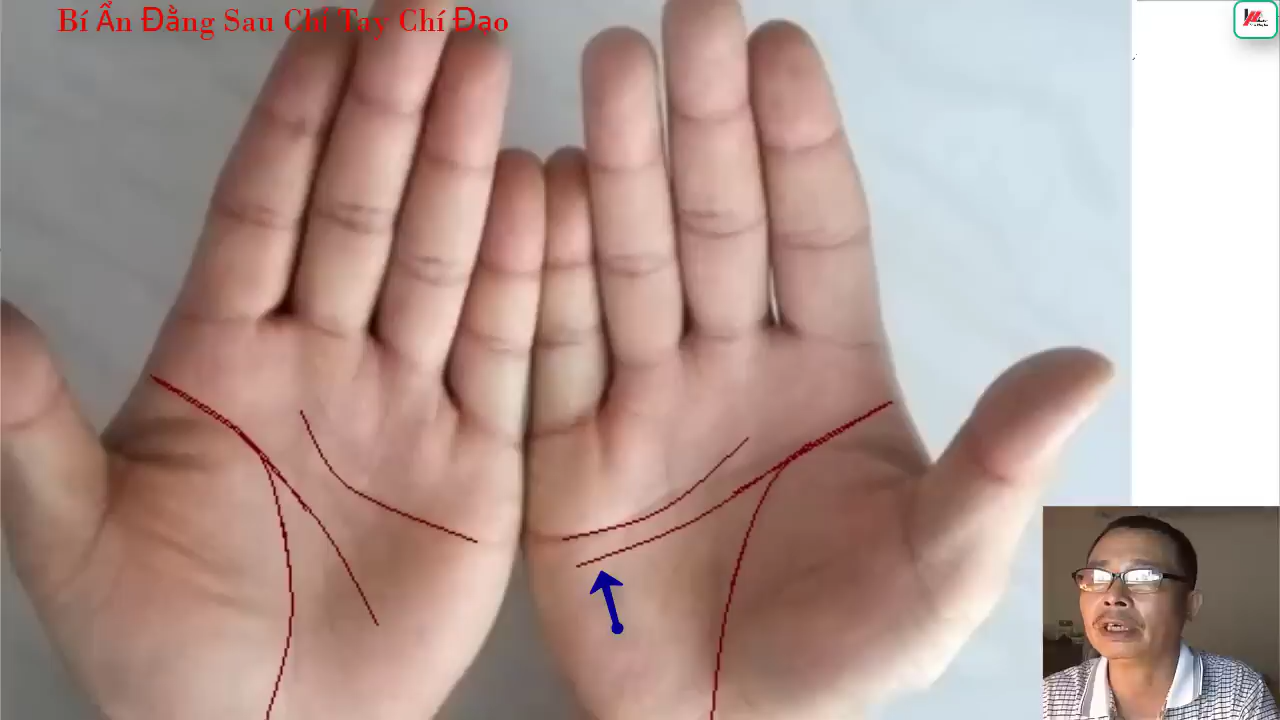 Bí Ẩn Đằng Sau Chỉ Tay Chí Đạo